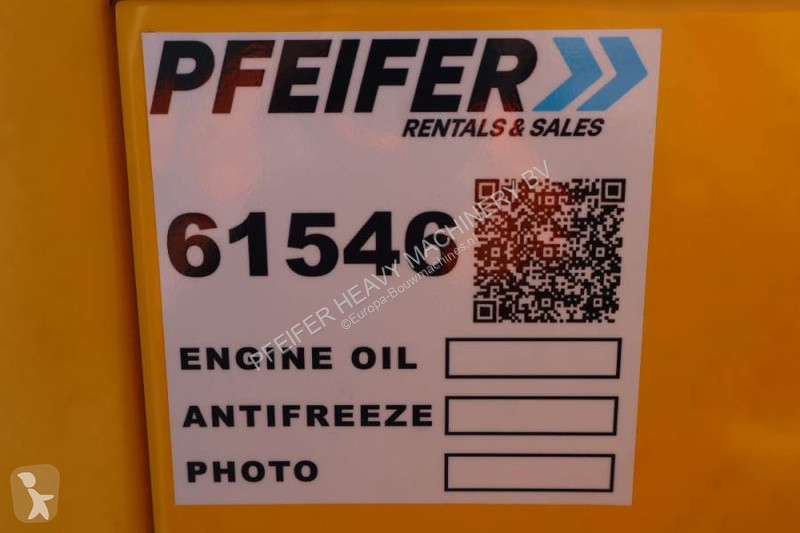 PFEIFER
RENTALS & SALES
61546
ENGINE OIL
ANTIFREEZE
PHOTO
PFEIFER HEAVY MACHINERY BV
©Europa-Bouwmachines.nl